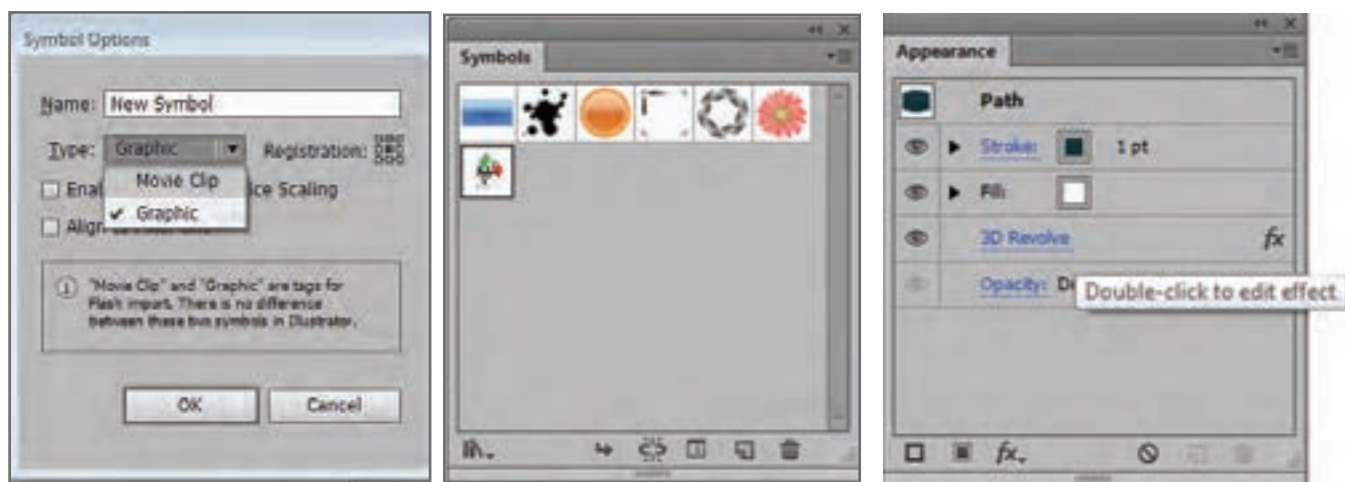 Symbol Options
Name: New Symbol
Type: Graphic Registration:
Movie Clip
Enal ice Scaling
✔ Graphic
Align
"Movie Clip" and "Graphic" are tags for
Flash import. There is no difference
between these two symbols in Illustrator.
OK Cancel
Symbols
Appearance
Path
Stroke: 1 pt
Fill:
3D Revolve fx
Opacity: De
Double-click to edit effect
fx